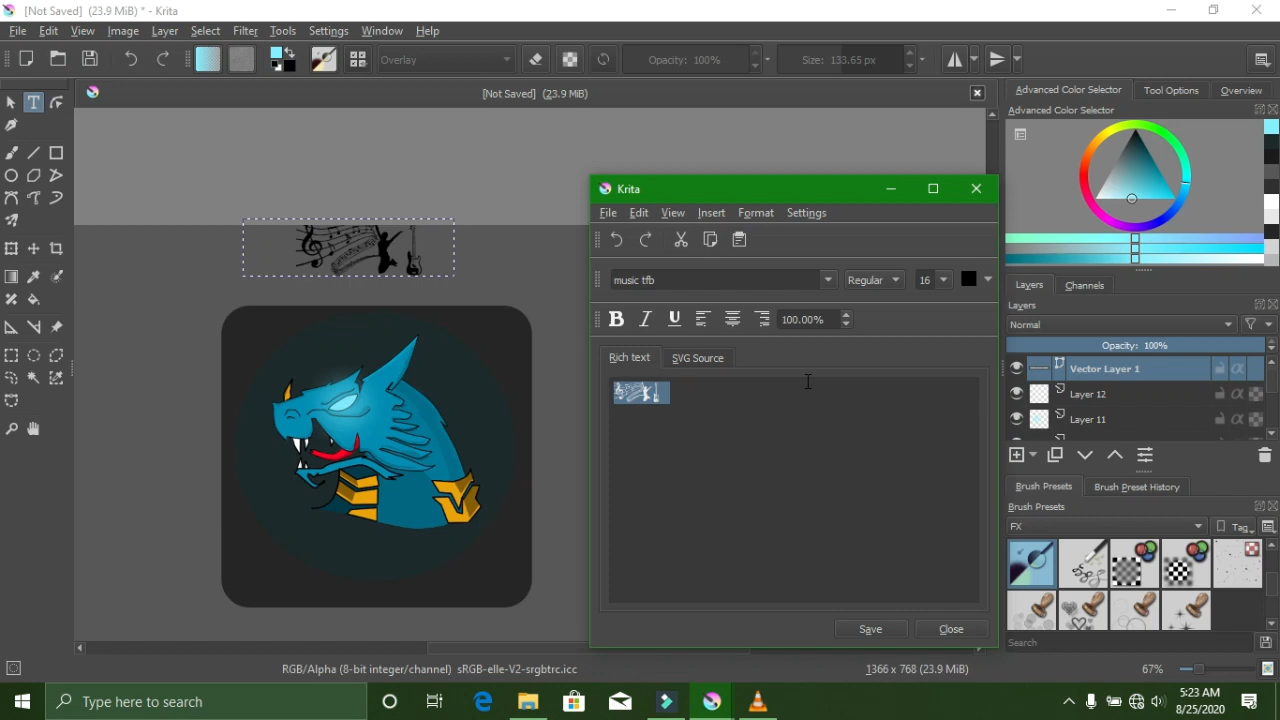 [Not Saved] (23.9 MiB) * - Krita
File Edit View Image Layer Select Filter Tools Settings Window Help
Overlay Opacity: 100% Size: 133.65 px
[Not Saved] (23.9 MiB)
Advanced Color Selector Tool Options Overview
Advanced Color Selector
Krita
File Edit View Insert Format Settings
music tfb Regular 16
100.00%
Rich text SVG Source
Save Close
Layers Channels
Layers
Normal
Opacity: 100%
Vector Layer 1
Layer 12
Layer 11
Brush Presets Brush Preset History
Brush Presets
FX Tag
Search
RGB/Alpha (8-bit integer/channel) sRGB-elle-V2-srgbtrc.icc 1366 x 768 (23.9 MiB) 67%
Type here to search
5:23 AM
8/25/2020